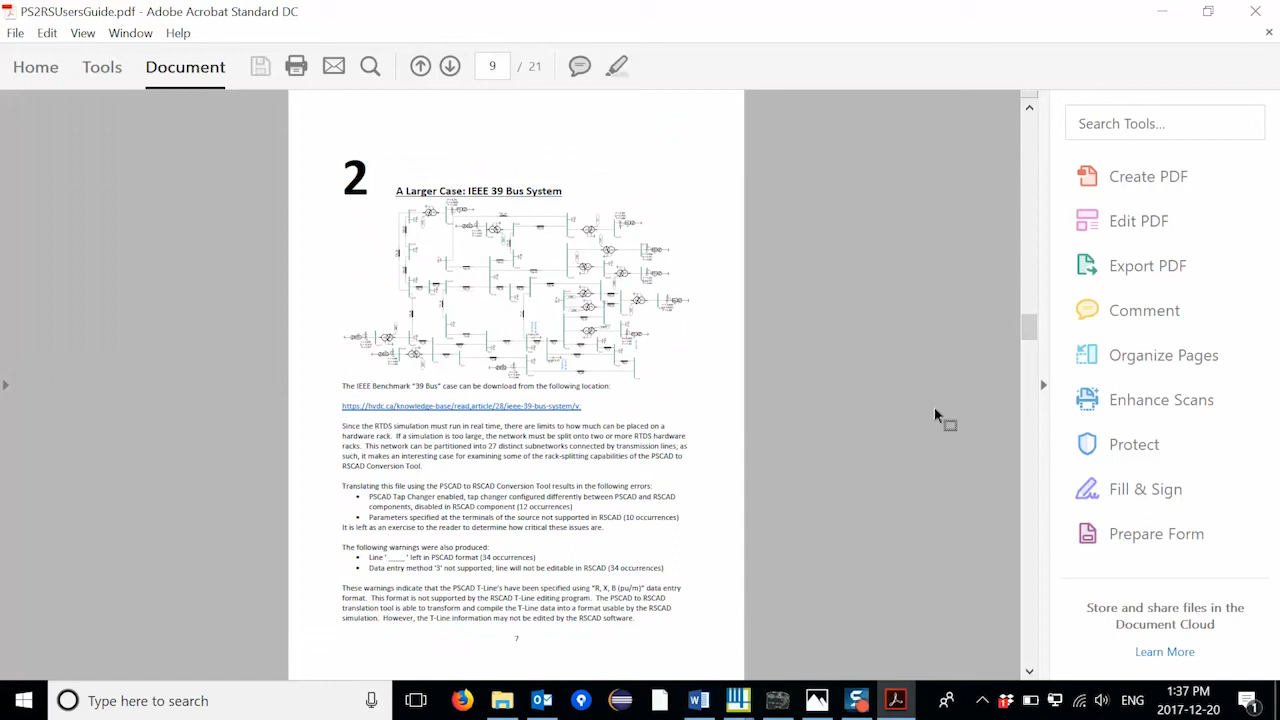 PS2RSUsersGuide.pdf - Adobe Acrobat Standard DC
File Edit View Window Help
Home Tools Document 9 / 21
2
A Larger Case: IEEE 39 Bus System
The IEEE Benchmark "39 Bus" case can be download from the following location:
https://hvdc.ca/knowledge-base/read,article/28/ieee-39-bus-system/v:
Since the RTDS simulation must run in real time, there are limits to how much can be placed on a
hardware rack. If a simulation is too large, the network must be split onto two or more RTDS hardware
racks. This network can be partitioned into 27 distinct subnetworks connected by transmission lines; as
such, it makes an interesting case for examining some of the rack-splitting capabilities of the PSCAD to
RSCAD Conversion Tool.
Translating this file using the PSCAD to RSCAD Conversion Tool results in the following errors:
• PSCAD Tap Changer enabled, tap changer configured differently between PSCAD and RSCAD
components, disabled in RSCAD component (12 occurrences)
• Parameters specified at the terminals of the source not supported in RSCAD (10 occurrences)
It is left as an exercise to the reader to determine how critical these issues are.
The following warnings were also produced:
• Line '____' left in PSCAD format (34 occurrences)
• Data entry method '3' not supported; line will not be editable in RSCAD (34 occurrences)
These warnings indicate that the PSCAD T-Line's have been specified using "R, X, B (pu/m)" data entry
format. This format is not supported by the RSCAD T-Line editing program. The PSCAD to RSCAD
translation tool is able to transform and compile the T-Line data into a format usable by the RSCAD
simulation. However, the T-Line information may not be edited by the RSCAD software.
7
Search Tools...
Create PDF
Edit PDF
Export PDF
Comment
Organize Pages
Enhance Scans
Protect
Fill & Sign
Prepare Form
Store and share files in the
Document Cloud
Learn More
Type here to search
ENG
1:37 PM
2017-12-20
1